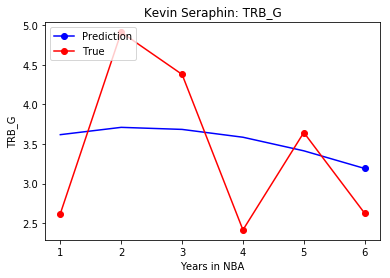 Kevin Seraphin: TRB_G
Prediction
True
5.0
4.5
4.0
3.5
3.0
2.5
TRB_G
1 2 3 4 5 6
Years in NBA